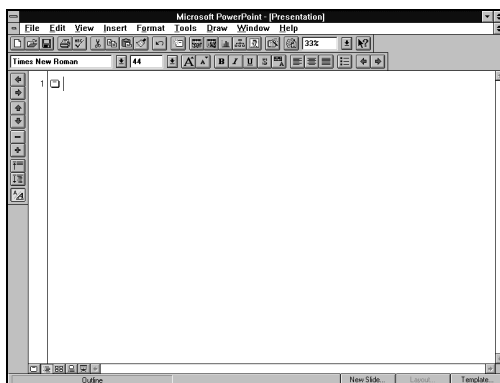 Microsoft PowerPoint - [Presentation]
File Edit View Insert Format Tools Draw Window Help
33%
Times New Roman 44 A A B I U S
1
Outline New Slide... Layout... Template...